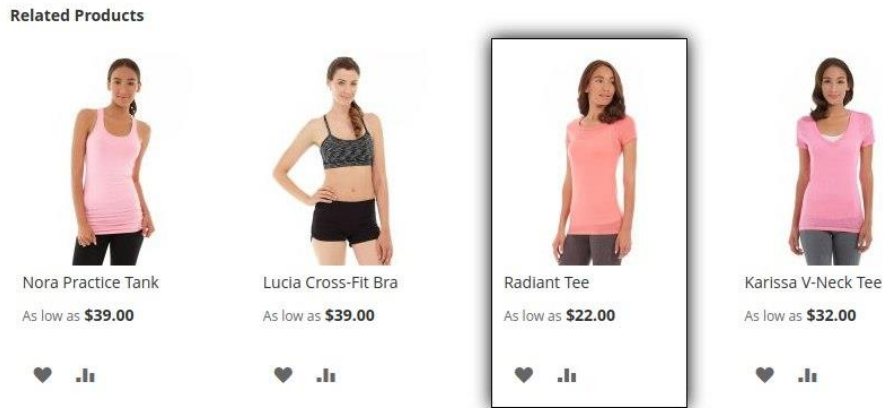 Related Products
Nora Practice Tank
As low as $39.00
Lucia Cross-Fit Bra
As low as $39.00
Radiant Tee
As low as $22.00
Karissa V-Neck Tee
As low as $32.00